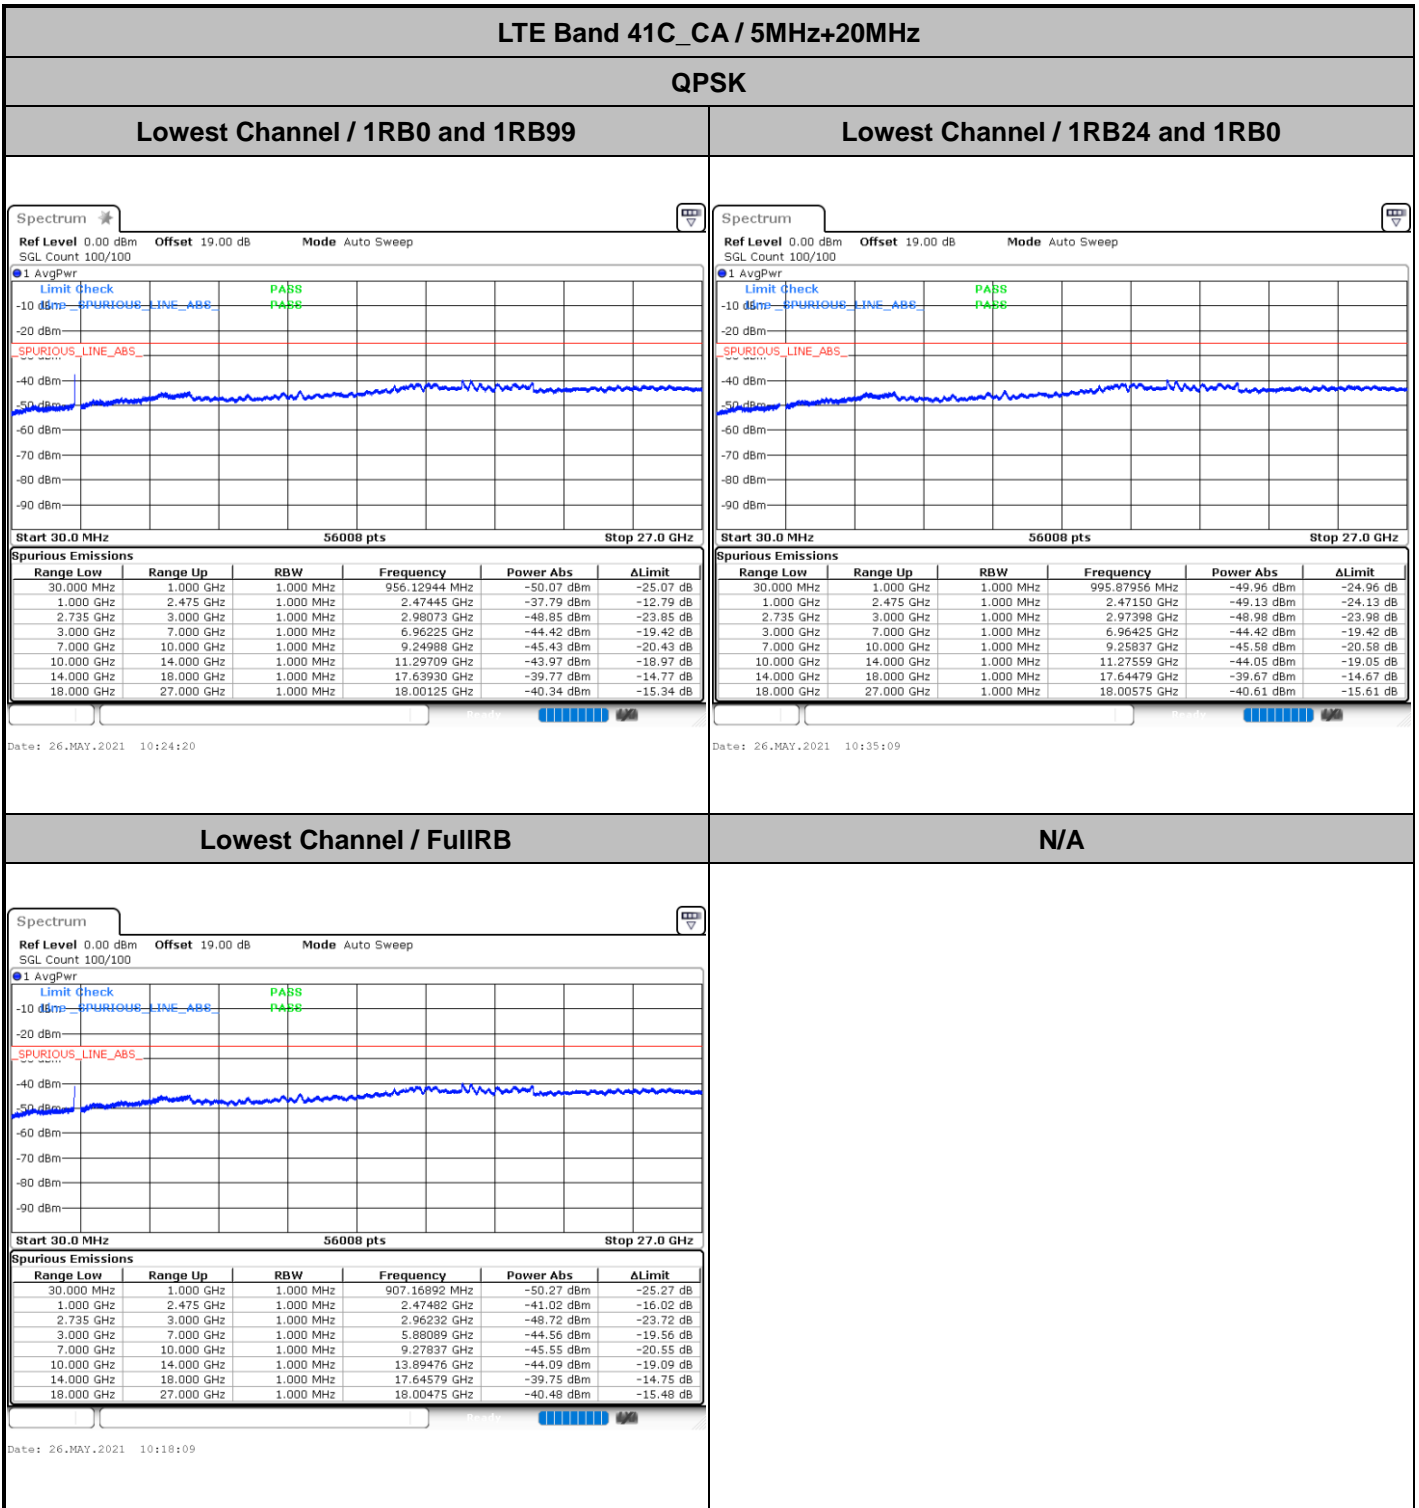 LTE Band 41C_CA / 5MHz+20MHz
QPSK
Lowest Channel / 1RB0 and 1RB99
Lowest Channel / 1RB24 and 1RB0
Spectrum
Ref Level 0.00 dBm Offset 19.00 dB Mode Auto Sweep
SGL Count 100/100
1 AvgPwr
Limit Check PASS
-10 dBm Line _SPURIOUS_LINE_ABS_ PASS
-20 dBm
_SPURIOUS_LINE_ABS_
-40 dBm
-50 dBm
-60 dBm
-70 dBm
-80 dBm
-90 dBm
Start 30.0 MHz 56008 pts Stop 27.0 GHz
Spurious Emissions
Range Low Range Up RBW Frequency Power Abs ΔLimit
30.000 MHz 1.000 GHz 1.000 MHz 956.12944 MHz -50.07 dBm -25.07 dB
1.000 GHz 2.475 GHz 1.000 MHz 2.47445 GHz -37.79 dBm -12.79 dB
2.735 GHz 3.000 GHz 1.000 MHz 2.98073 GHz -48.85 dBm -23.85 dB
3.000 GHz 7.000 GHz 1.000 MHz 6.96225 GHz -44.42 dBm -19.42 dB
7.000 GHz 10.000 GHz 1.000 MHz 9.24988 GHz -45.43 dBm -20.43 dB
10.000 GHz 14.000 GHz 1.000 MHz 11.29709 GHz -43.97 dBm -18.97 dB
14.000 GHz 18.000 GHz 1.000 MHz 17.63930 GHz -39.77 dBm -14.77 dB
18.000 GHz 27.000 GHz 1.000 MHz 18.00125 GHz -40.34 dBm -15.34 dB
Ready
Date: 26.MAY.2021 10:24:20
Spectrum
Ref Level 0.00 dBm Offset 19.00 dB Mode Auto Sweep
SGL Count 100/100
1 AvgPwr
Limit Check PASS
-10 dBm Line _SPURIOUS_LINE_ABS_ PASS
-20 dBm
_SPURIOUS_LINE_ABS_
-40 dBm
-50 dBm
-60 dBm
-70 dBm
-80 dBm
-90 dBm
Start 30.0 MHz 56008 pts Stop 27.0 GHz
Spurious Emissions
Range Low Range Up RBW Frequency Power Abs ΔLimit
30.000 MHz 1.000 GHz 1.000 MHz 995.87956 MHz -49.96 dBm -24.96 dB
1.000 GHz 2.475 GHz 1.000 MHz 2.47150 GHz -49.13 dBm -24.13 dB
2.735 GHz 3.000 GHz 1.000 MHz 2.97398 GHz -48.98 dBm -23.98 dB
3.000 GHz 7.000 GHz 1.000 MHz 6.96425 GHz -44.42 dBm -19.42 dB
7.000 GHz 10.000 GHz 1.000 MHz 9.25837 GHz -45.58 dBm -20.58 dB
10.000 GHz 14.000 GHz 1.000 MHz 11.27559 GHz -44.05 dBm -19.05 dB
14.000 GHz 18.000 GHz 1.000 MHz 17.64479 GHz -39.67 dBm -14.67 dB
18.000 GHz 27.000 GHz 1.000 MHz 18.00575 GHz -40.61 dBm -15.61 dB
Ready
Date: 26.MAY.2021 10:35:09
Lowest Channel / FullRB
N/A
Spectrum
Ref Level 0.00 dBm Offset 19.00 dB Mode Auto Sweep
SGL Count 100/100
1 AvgPwr
Limit Check PASS
-10 dBm Line _SPURIOUS_LINE_ABS_ PASS
-20 dBm
_SPURIOUS_LINE_ABS_
-40 dBm
-50 dBm
-60 dBm
-70 dBm
-80 dBm
-90 dBm
Start 30.0 MHz 56008 pts Stop 27.0 GHz
Spurious Emissions
Range Low Range Up RBW Frequency Power Abs ΔLimit
30.000 MHz 1.000 GHz 1.000 MHz 907.16892 MHz -50.27 dBm -25.27 dB
1.000 GHz 2.475 GHz 1.000 MHz 2.47482 GHz -41.02 dBm -16.02 dB
2.735 GHz 3.000 GHz 1.000 MHz 2.96232 GHz -48.72 dBm -23.72 dB
3.000 GHz 7.000 GHz 1.000 MHz 5.88089 GHz -44.56 dBm -19.56 dB
7.000 GHz 10.000 GHz 1.000 MHz 9.27837 GHz -45.55 dBm -20.55 dB
10.000 GHz 14.000 GHz 1.000 MHz 13.89476 GHz -44.09 dBm -19.09 dB
14.000 GHz 18.000 GHz 1.000 MHz 17.64579 GHz -39.75 dBm -14.75 dB
18.000 GHz 27.000 GHz 1.000 MHz 18.00475 GHz -40.48 dBm -15.48 dB
Ready
Date: 26.MAY.2021 10:18:09